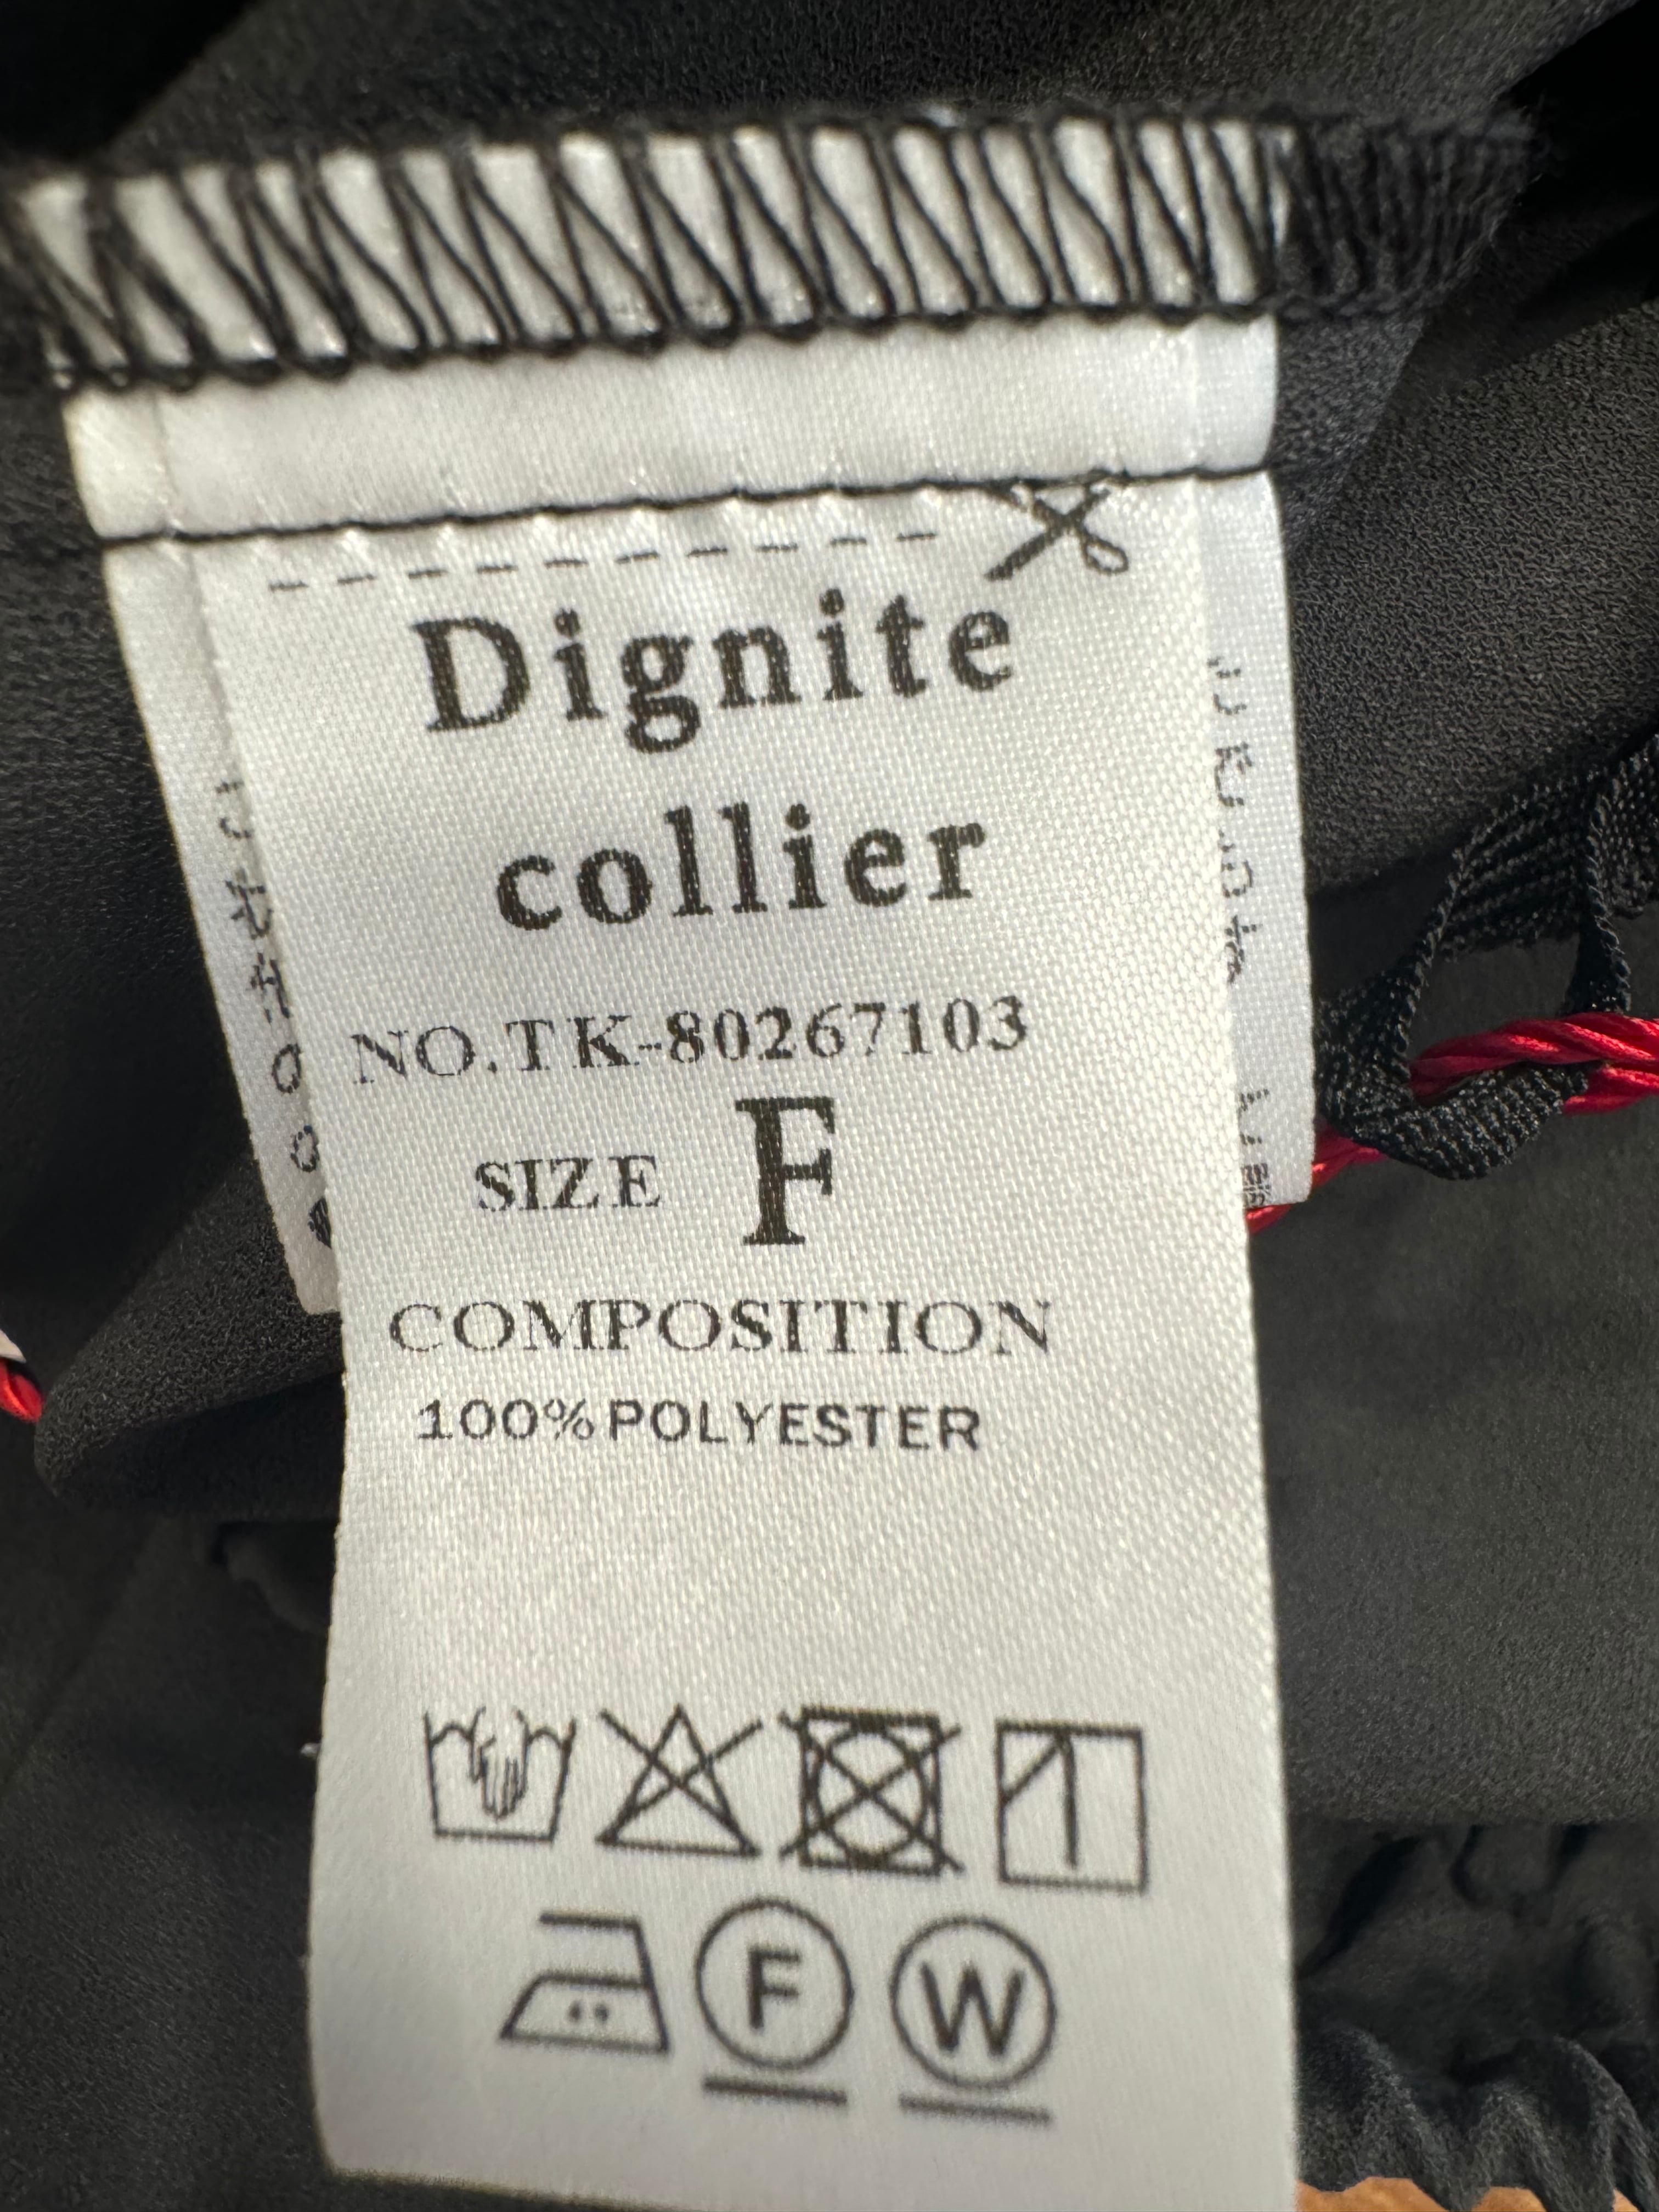 Dignite
collier
NO.TK-80267103
SIZE F
COMPOSITION
100% POLYESTER
F W